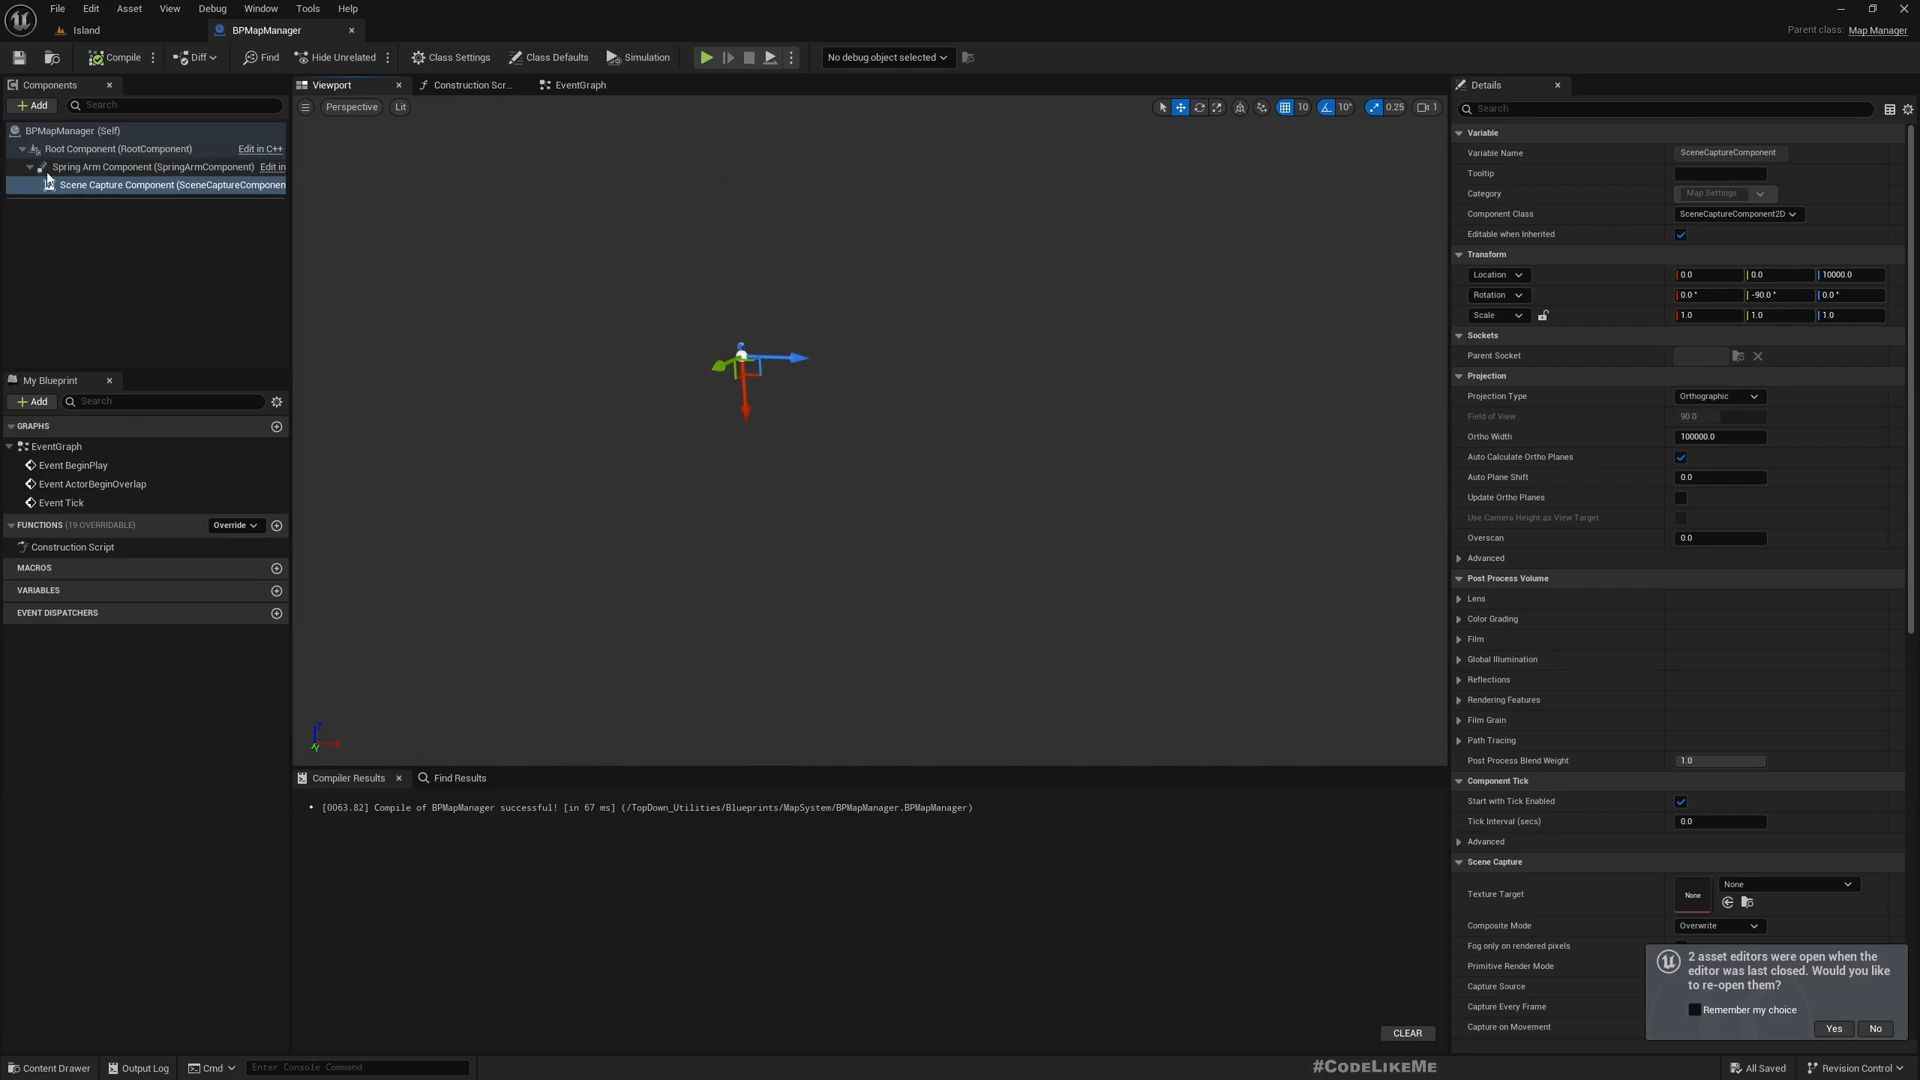 File Edit Asset View Debug Window Tools Help
Island BPMapManager
Parent class: Map Manager
Compile Diff Find Hide Unrelated Class Settings Class Defaults Simulation No debug object selected
Components
Add Search
BPMapManager (Self)
Root Component (RootComponent) Edit in C++
Spring Arm Component (SpringArmComponent) Edit in
Scene Capture Component (SceneCaptureComponen
My Blueprint
Add Search
GRAPHS
EventGraph
Event BeginPlay
Event ActorBeginOverlap
Event Tick
FUNCTIONS (19 OVERRIDABLE) Override
Construction Script
MACROS
VARIABLES
EVENT DISPATCHERS
Viewport Construction Scr... EventGraph
Perspective Lit 10 10° 0.25 1
Compiler Results Find Results
[0063.82] Compile of BPMapManager successful! [in 67 ms] (/TopDown_Utilities/Blueprints/MapSystem/BPMapManager.BPMapManager)
CLEAR
Details
Search
Variable
Variable Name SceneCaptureComponent
Tooltip
Category Map Settings
Component Class SceneCaptureComponent2D
Editable when Inherited
Transform
Location 0.0 0.0 10000.0
Rotation 0.0° -90.0° 0.0°
Scale 1.0 1.0 1.0
Sockets
Parent Socket
Projection
Projection Type Orthographic
Field of View 90.0
Ortho Width 100000.0
Auto Calculate Ortho Planes
Auto Plane Shift 0.0
Update Ortho Planes
Use Camera Height as View Target
Overscan 0.0
Advanced
Post Process Volume
Lens
Color Grading
Film
Global Illumination
Reflections
Rendering Features
Film Grain
Path Tracing
Post Process Blend Weight 1.0
Component Tick
Start with Tick Enabled
Tick Interval (secs) 0.0
Advanced
Scene Capture
Texture Target None None
Composite Mode Overwrite
Fog only on rendered pixels
Primitive Render Mode
Capture Source
Capture Every Frame
Capture on Movement
2 asset editors were open when the
editor was last closed. Would you like
to re-open them?
Remember my choice
Yes No
Content Drawer Output Log Cmd Enter Console Command #CODELIKEME All Saved Revision Control